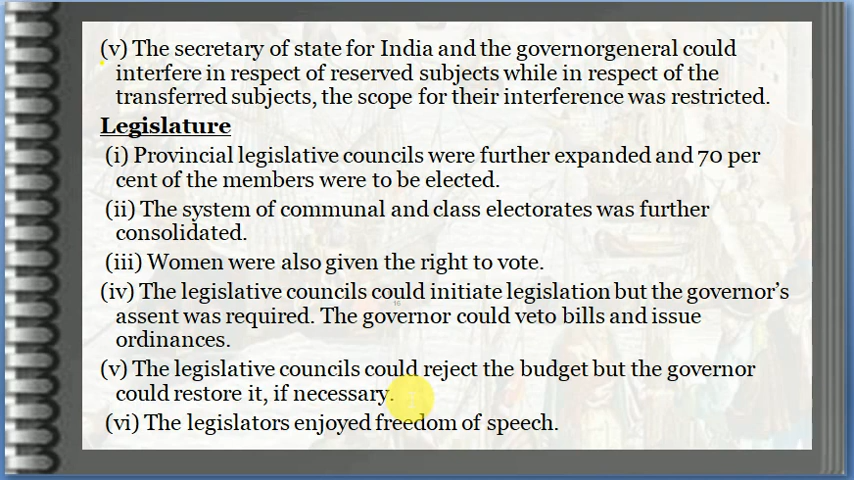 (v) The secretary of state for India and the governorgeneral could
interfere in respect of reserved subjects while in respect of the
transferred subjects, the scope for their interference was restricted.
Legislature
(i) Provincial legislative councils were further expanded and 70 per
cent of the members were to be elected.
(ii) The system of communal and class electorates was further
consolidated.
(iii) Women were also given the right to vote.
(iv) The legislative councils could initiate legislation but the governor's
assent was required. The governor could veto bills and issue
ordinances.
(v) The legislative councils could reject the budget but the governor
could restore it, if necessary.
(vi) The legislators enjoyed freedom of speech.